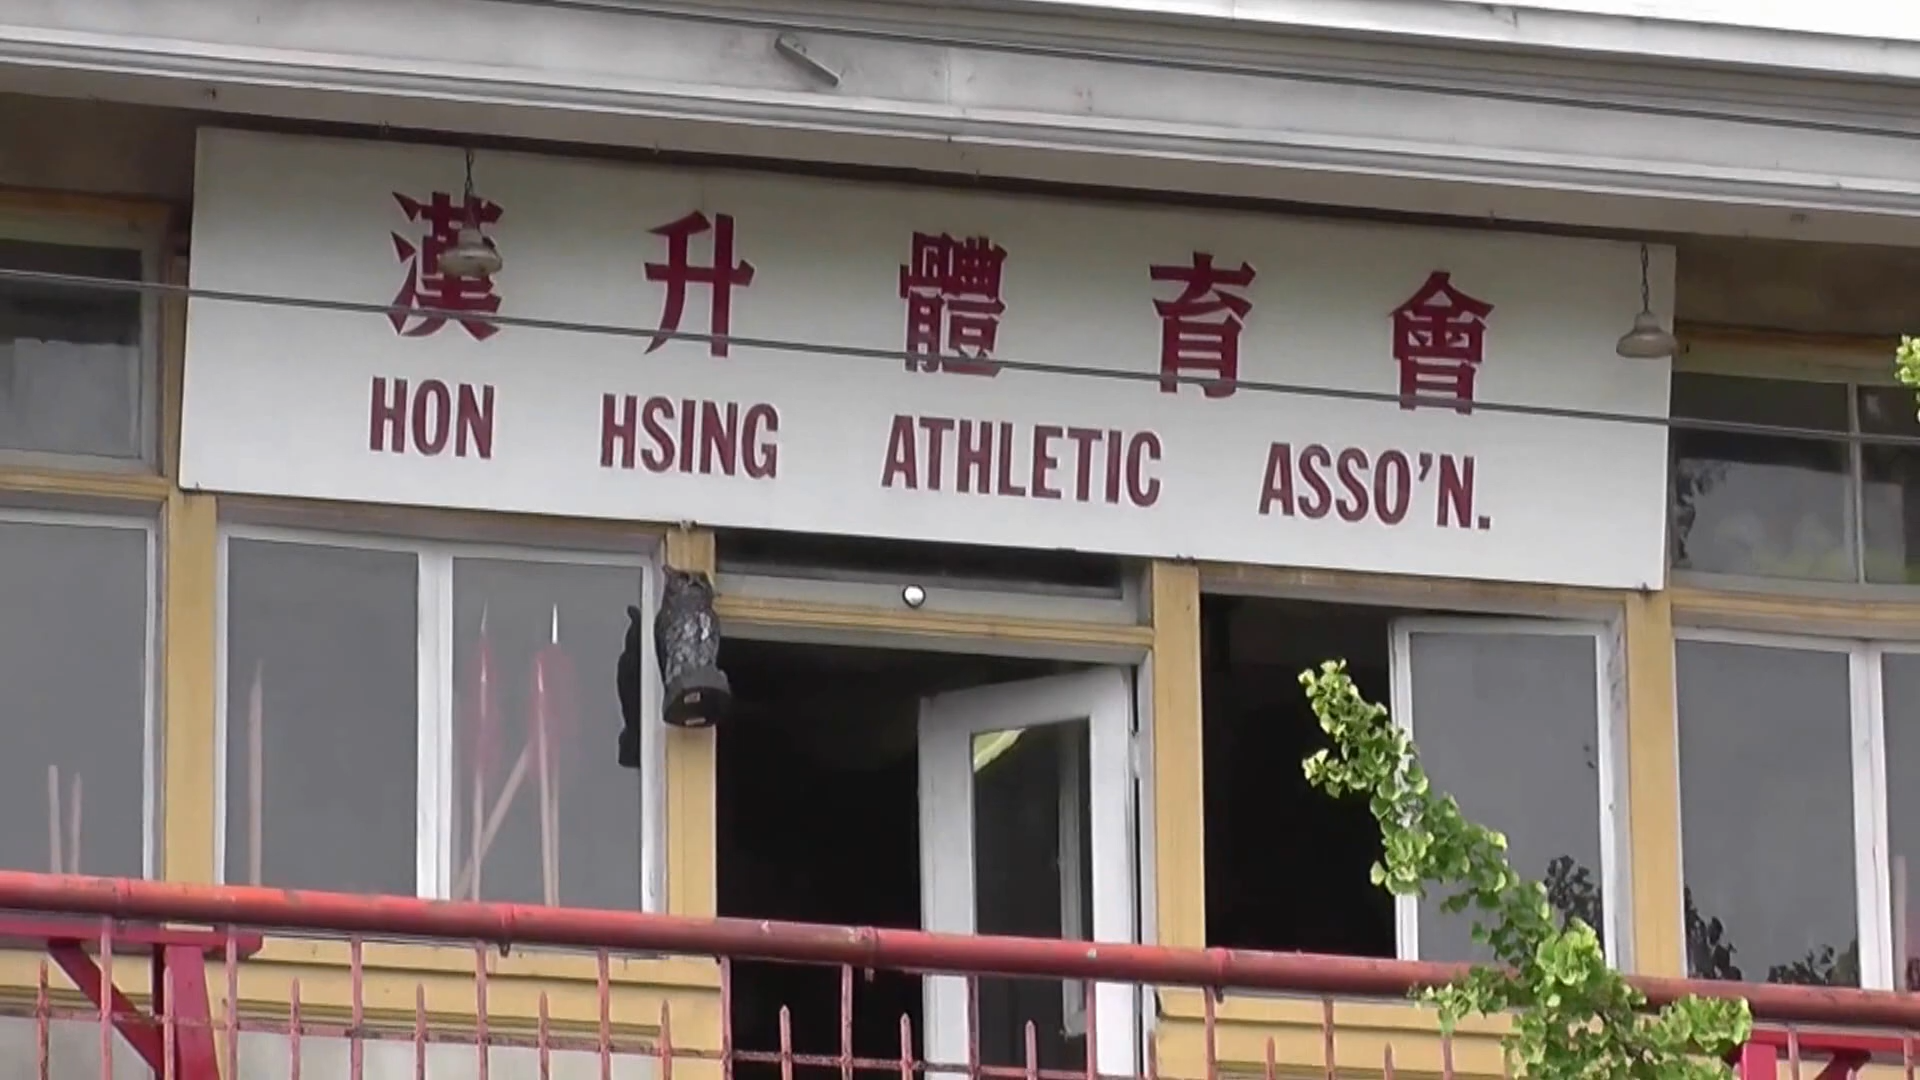 漢升體育會
HON HSING ATHLETIC ASSO'N.